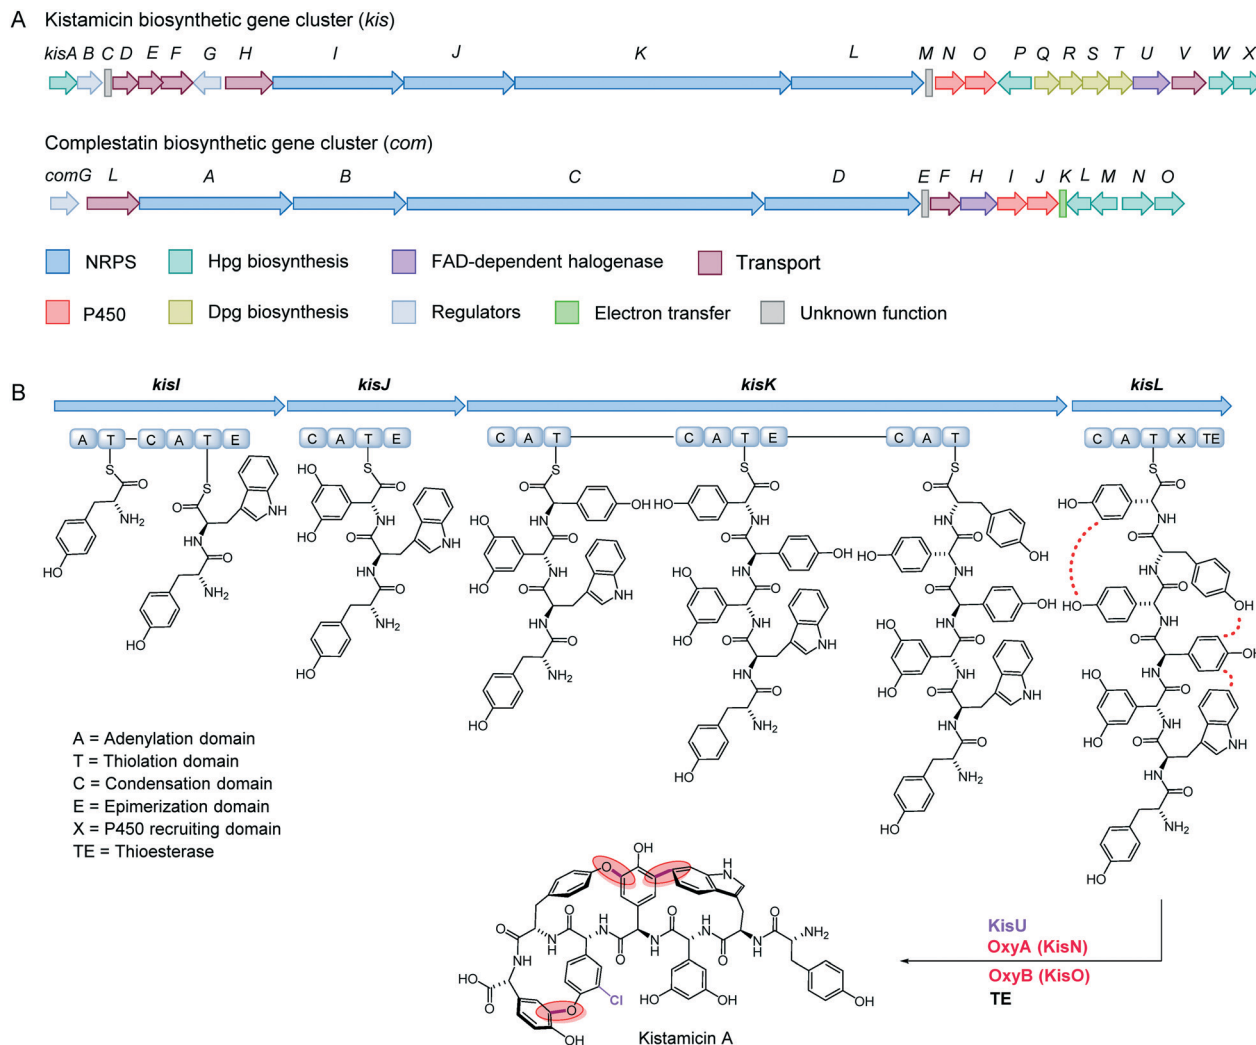 A
Kistamicin biosynthetic gene cluster (kis)
kisA B C D E F G H I J K L M N O P Q R S T U V W X
Complestatin biosynthetic gene cluster (com)
comG L A B C D E F H I J K L M N O
NRPS Hpg biosynthesis FAD-dependent halogenase Transport
P450 Dpg biosynthesis Regulators Electron transfer Unknown function
B
kisI kisJ kisK kisL
A T C A T E C A T E C A T C A T E C A T C A T X TE
A = Adenylation domain
T = Thiolation domain
C = Condensation domain
E = Epimerization domain
X = P450 recruiting domain
TE = Thioesterase
KisU
OxyA (KisN)
OxyB (KisO)
TE
Kistamicin A